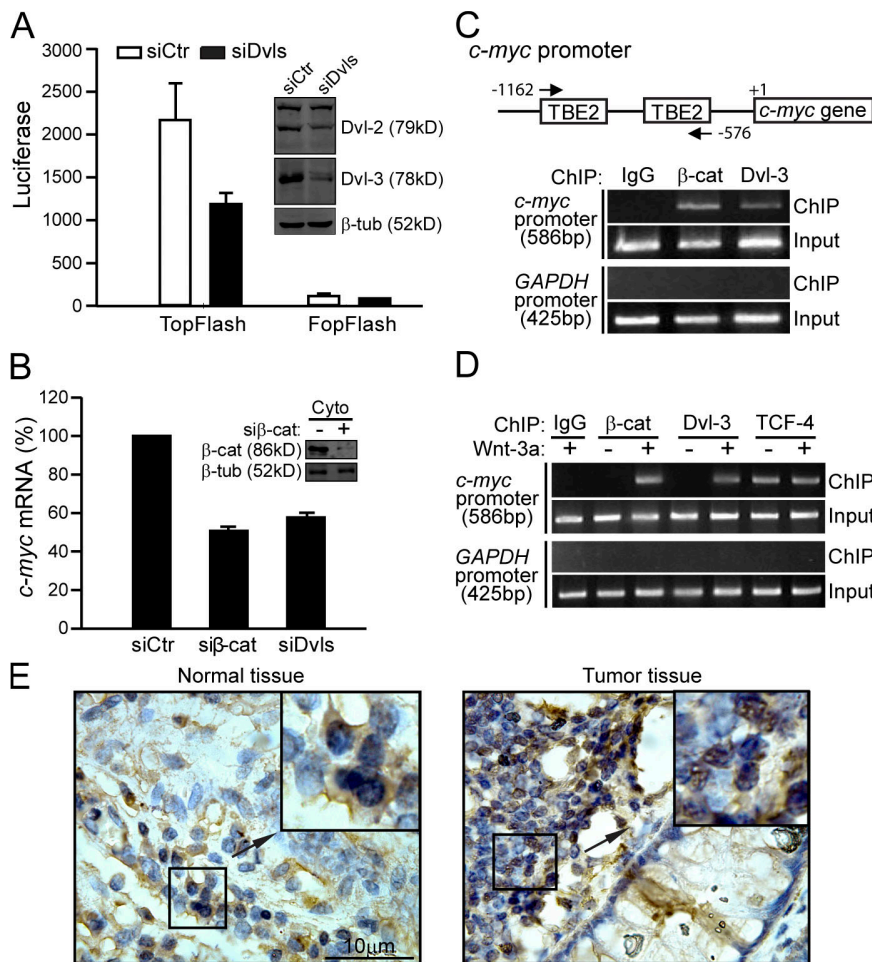 A
siCtr siDvls
3000
2500
2000
1500
1000
500
0
Luciferase
TopFlash FopFlash
siCtr siDvls
Dvl-2 (79kD)
Dvl-3 (78kD)
β-tub (52kD)
B
120
100
80
60
40
20
0
c-myc mRNA (%)
siCtr siβ-cat siDvls
Cyto
siβ-cat: - +
β-cat (86kD)
β-tub (52kD)
C
c-myc promoter
-1162
+1
TBE2 TBE2 c-myc gene
-576
ChIP: IgG β-cat Dvl-3
c-myc
promoter
(586bp)
ChIP
Input
GAPDH
promoter
(425bp)
ChIP
Input
D
ChIP: IgG β-cat Dvl-3 TCF-4
Wnt-3a: + - + - + - +
c-myc
promoter
(586bp)
ChIP
Input
GAPDH
promoter
(425bp)
ChIP
Input
E
Normal tissue Tumor tissue
10μm